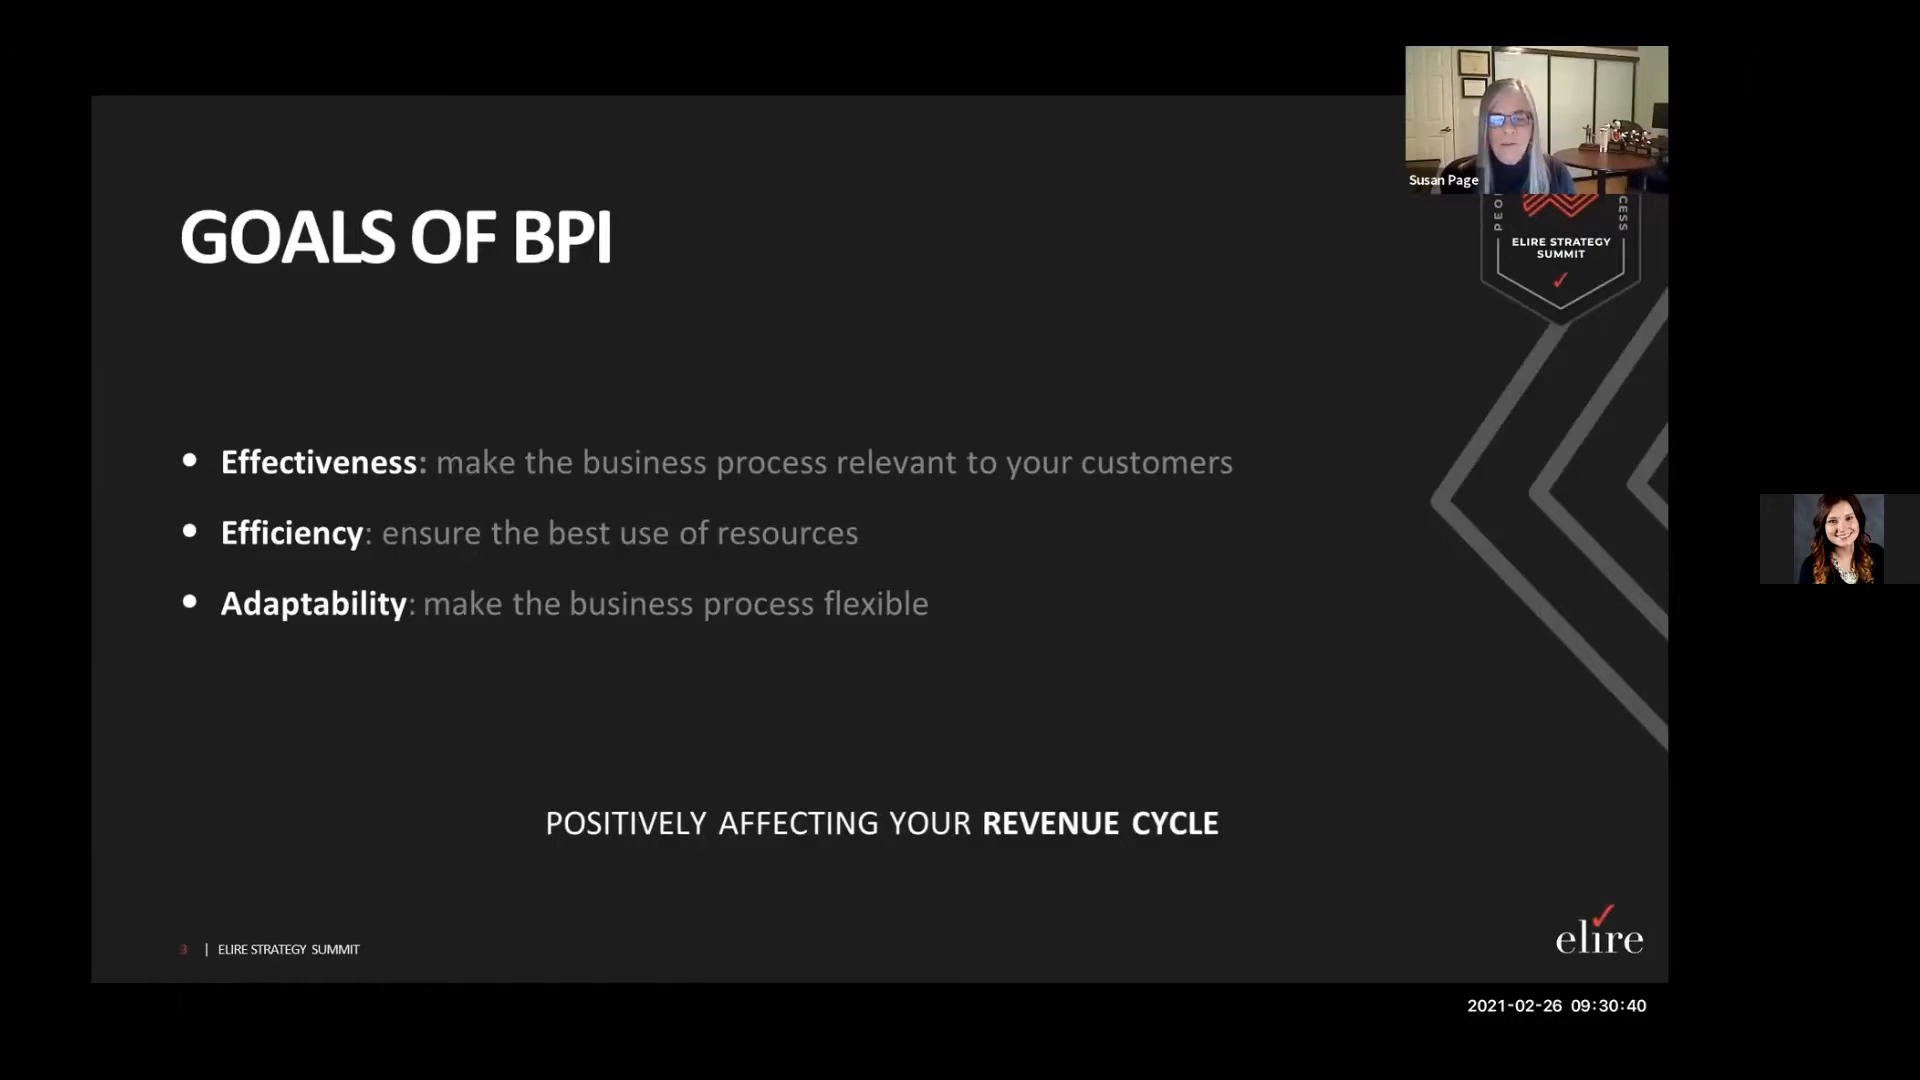 Susan Page
ELIRE STRATEGY
SUMMIT
GOALS OF BPI
• Effectiveness: make the business process relevant to your customers
• Efficiency: ensure the best use of resources
• Adaptability: make the business process flexible
POSITIVELY AFFECTING YOUR REVENUE CYCLE
3 | ELIRE STRATEGY SUMMIT
elire
2021-02-26 09:30:40